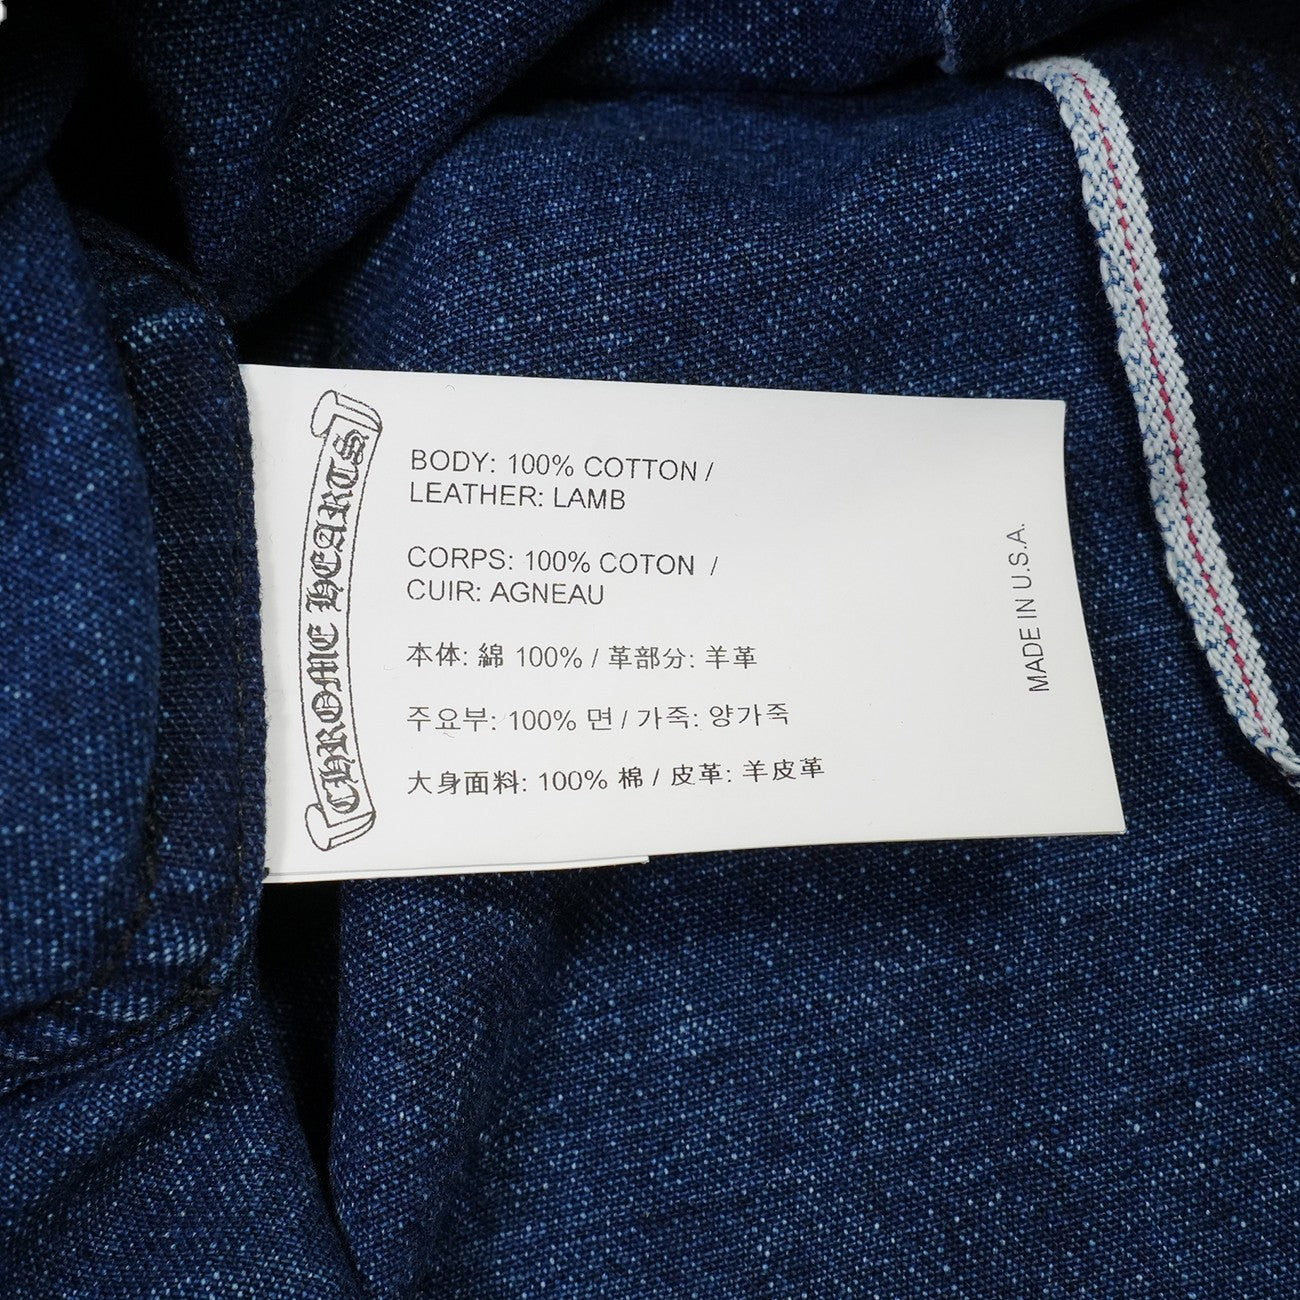 CHROME HEARTS
BODY: 100% COTTON /
LEATHER: LAMB
CORPS: 100% COTON /
CUIR: AGNEAU
本体: 綿 100% / 革部分: 羊革
주요부: 100% 면 / 가죽: 양가죽
大身面料: 100% 棉 / 皮革: 羊皮革
MADE IN U.S.A.